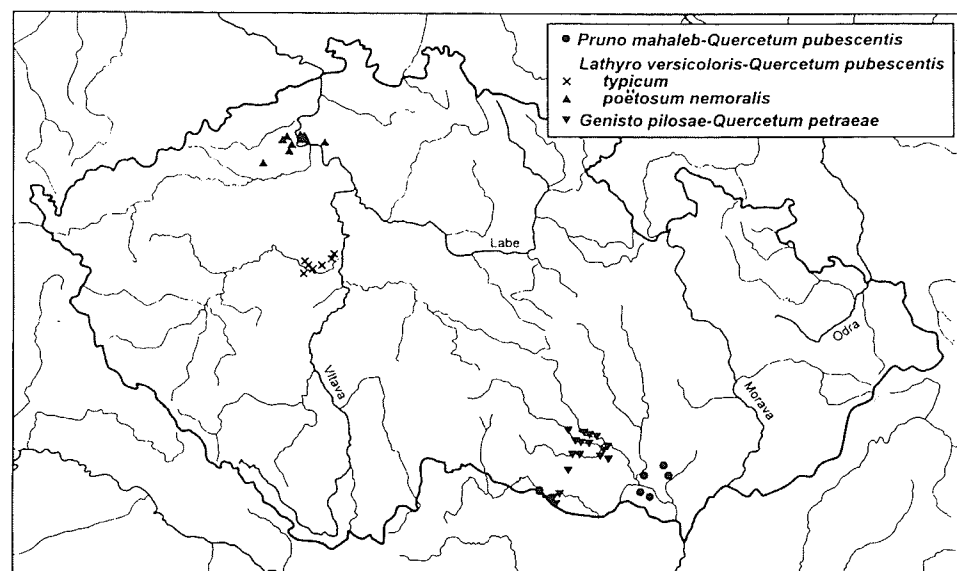 Pruno mahaleb-Quercetum pubescentis
Lathyro versicoloris-Quercetum pubescentis
typicum
poëtosum nemoralis
Genisto pilosae-Quercetum petraeae
Labe
Odra
Vltava
Morava